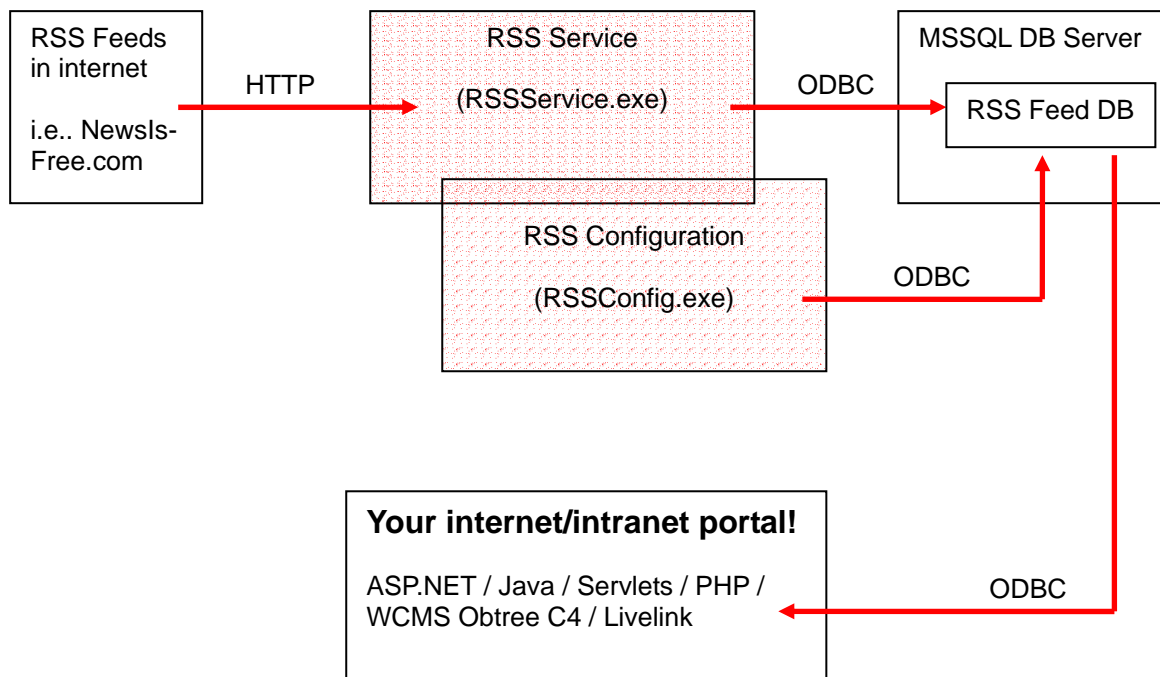 RSS Feeds
in internet
i.e.. NewsIs-
Free.com
HTTP
RSS Service
(RSSService.exe)
ODBC
MSSQL DB Server
RSS Feed DB
RSS Configuration
(RSSConfig.exe)
ODBC
Your internet/intranet portal!
ASP.NET / Java / Servlets / PHP /
WCMS Obtree C4 / Livelink
ODBC